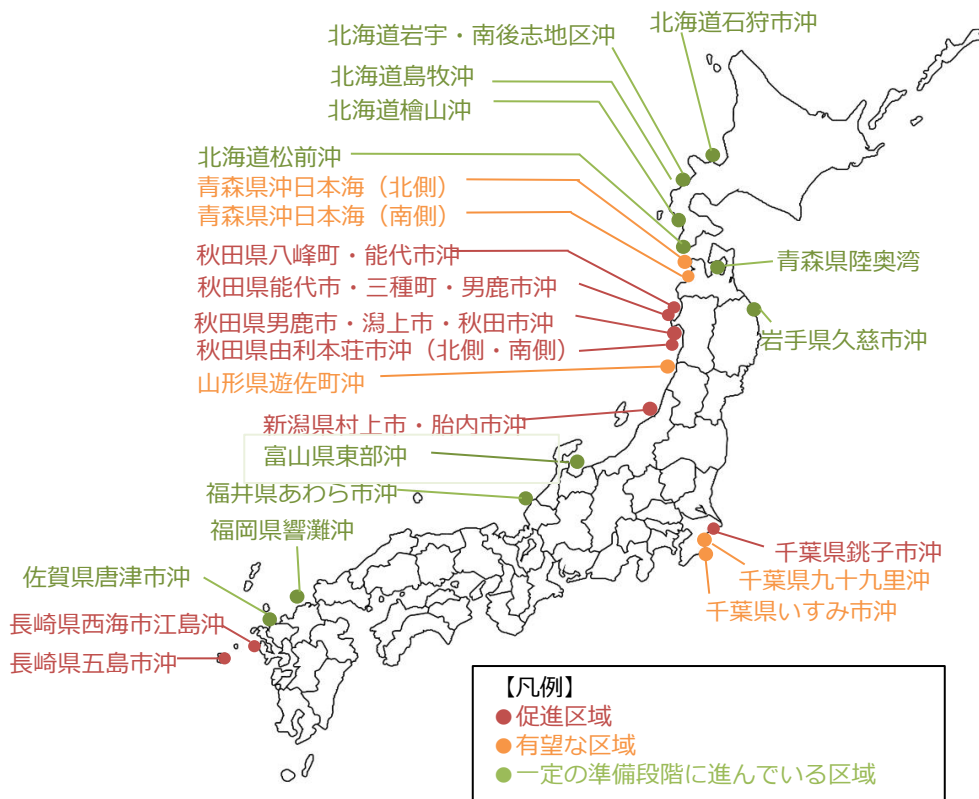 北海道岩宇・南後志地区沖
北海道石狩市沖
北海道島牧沖
北海道檜山沖
北海道松前沖
青森県沖日本海（北側）
青森県沖日本海（南側）
秋田県八峰町・能代市沖
青森県陸奥湾
秋田県能代市・三種町・男鹿市沖
秋田県男鹿市・潟上市・秋田市沖
岩手県久慈市沖
秋田県由利本荘市沖（北側・南側）
山形県遊佐町沖
新潟県村上市・胎内市沖
富山県東部沖
福井県あわら市沖
福岡県響灘沖
千葉県銚子市沖
佐賀県唐津市沖
千葉県九十九里沖
千葉県いすみ市沖
長崎県西海市江島沖
長崎県五島市沖
【凡例】
促進区域
有望な区域
一定の準備段階に進んでいる区域